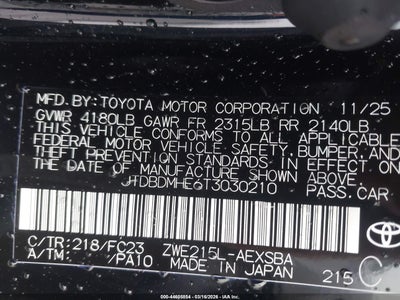 MFD.BY: TOYOTA MOTOR CORPORATION 11/25
GVWR 4180LB GAWR FR 2315LB RR 2140LB
THIS VEHICLE CONFORMS TO ALL APPLICABLE
FEDERAL MOTOR VEHICLE SAFETY, BUMPER, AND
THEFT PREVENTION STANDARDS IN EFFECT ON
THE DATE OF MANUFACTURE SHOWN ABOVE.
JTDBDMHE6T3030210 PASS.CAR
C/TR:218/FC23 ZWE215L-AEXSBA
A/TM: /PA10 MADE IN JAPAN 215 C
000-44605854 - 03/16/2026 - COPYRIGHT IAA, LLC